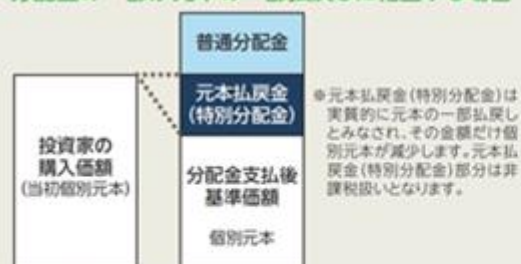 普通分配金
元本払戻金
(特別分配金)
投資家の
購入価額
(当初個別元本)
分配金支払後
基準価額
個別元本
※元本払戻金(特別分配金)は
実質的に元本の一部払戻し
とみなされ、その金額だけ個
別元本が減少します。元本払
戻金(特別分配金)部分は非
課税扱いとなります。